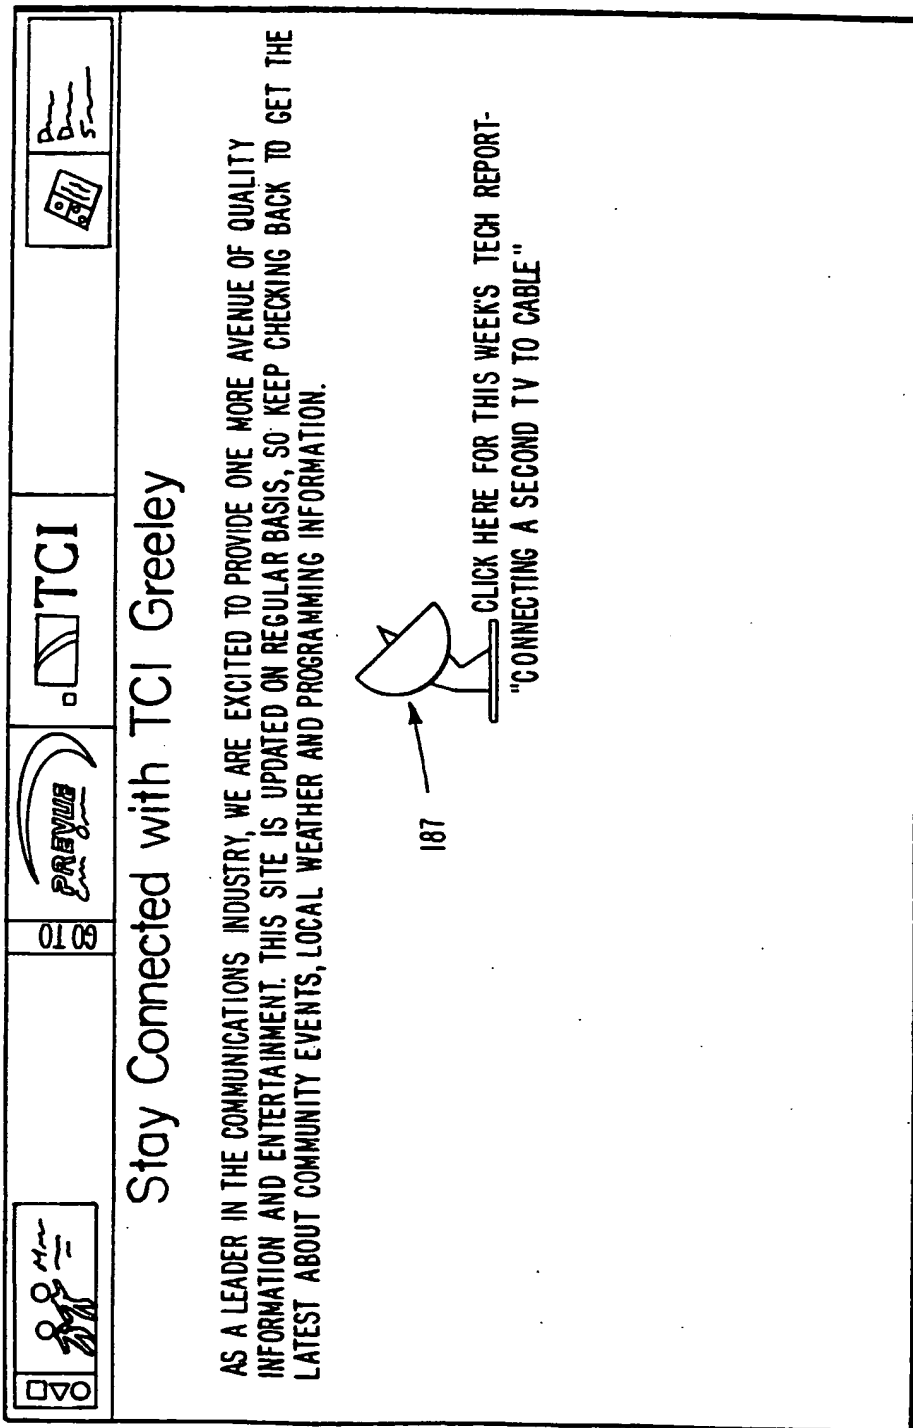 GO TO
PREVUE
TCI
Stay Connected with TCI Greeley
AS A LEADER IN THE COMMUNICATIONS INDUSTRY, WE ARE EXCITED TO PROVIDE ONE MORE AVENUE OF QUALITY
INFORMATION AND ENTERTAINMENT. THIS SITE IS UPDATED ON REGULAR BASIS, SO KEEP CHECKING BACK TO GET THE
LATEST ABOUT COMMUNITY EVENTS, LOCAL WEATHER AND PROGRAMMING INFORMATION.
187
CLICK HERE FOR THIS WEEK'S TECH REPORT-
"CONNECTING A SECOND TV TO CABLE"